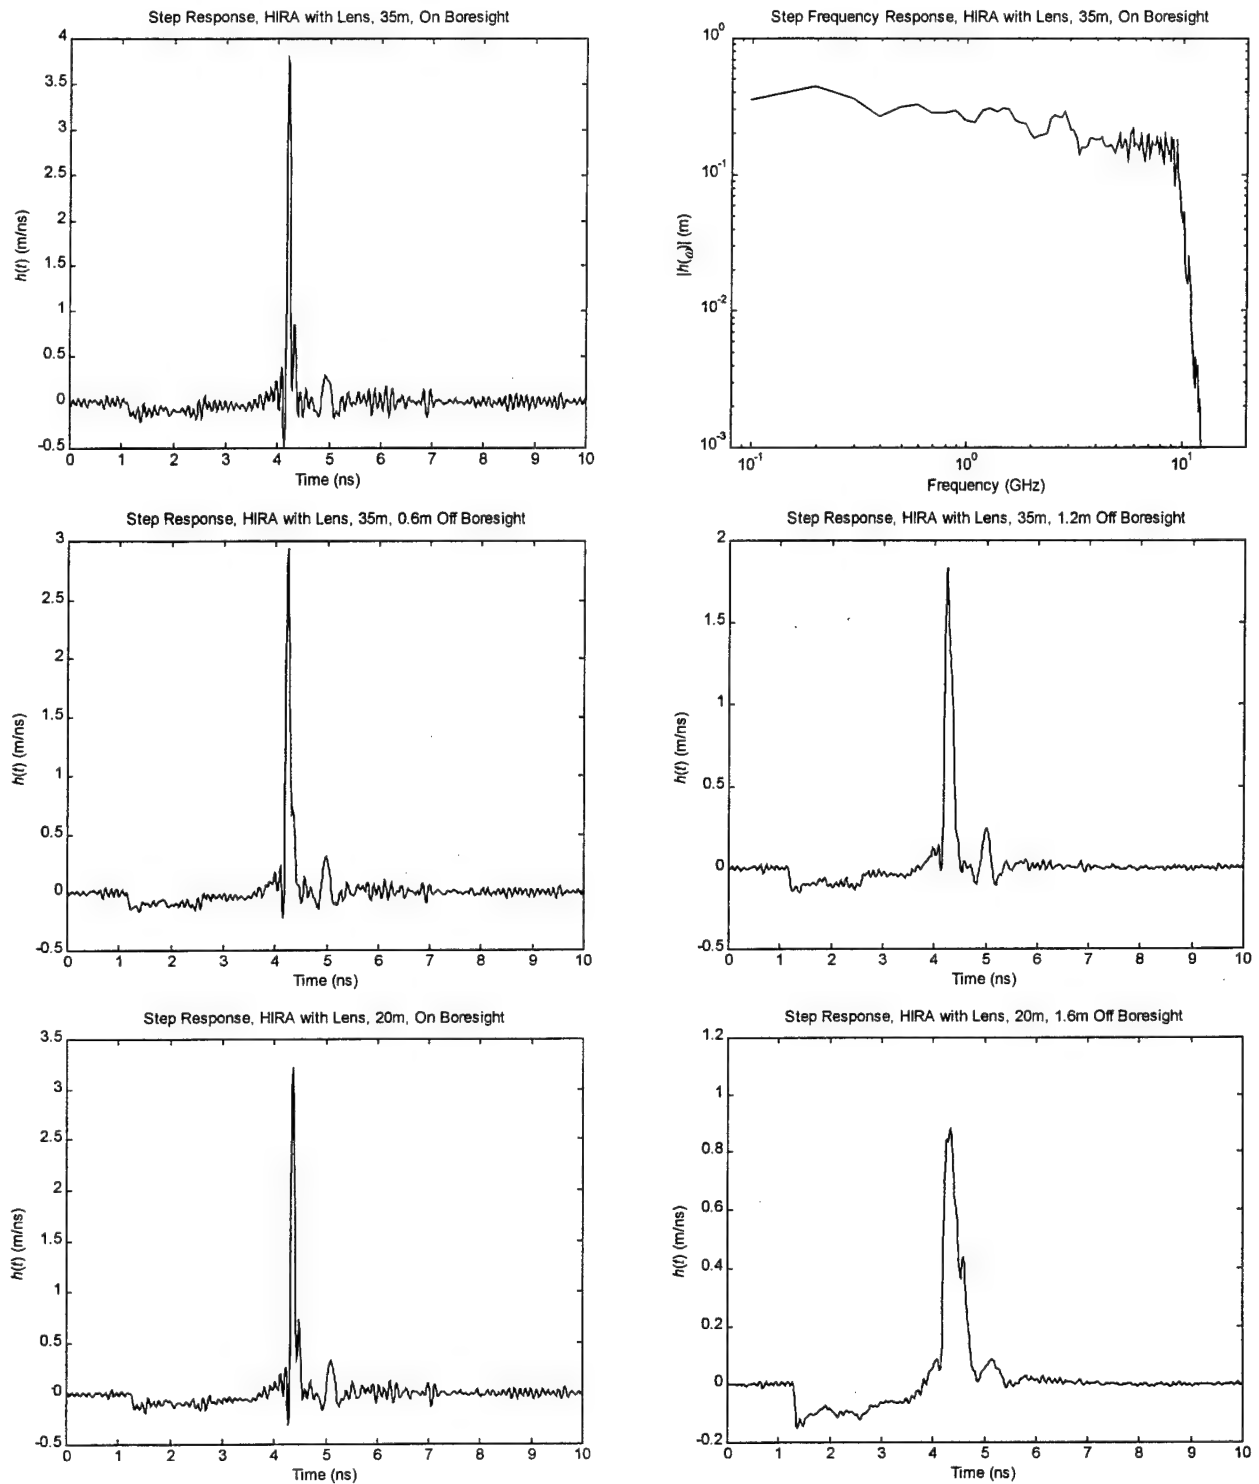 Step Response, HIRA with Lens, 35m, On Boresight
4
3.5
3
2.5
2
1.5
1
0.5
0
-0.5
h(t) (m/ns)
0 1 2 3 4 5 6 7 8 9 10
Time (ns)
Step Frequency Response, HIRA with Lens, 35m, On Boresight
10^0
10^-1
10^-2
10^-3
|h(ω)| (m)
10^-1 10^0 10^1
Frequency (GHz)
Step Response, HIRA with Lens, 35m, 0.6m Off Boresight
3
2.5
2
1.5
1
0.5
0
-0.5
h(t) (m/ns)
0 1 2 3 4 5 6 7 8 9 10
Time (ns)
Step Response, HIRA with Lens, 35m, 1.2m Off Boresight
2
1.5
1
0.5
0
-0.5
h(t) (m/ns)
0 1 2 3 4 5 6 7 8 9 10
Time (ns)
Step Response, HIRA with Lens, 20m, On Boresight
3.5
3
2.5
2
1.5
1
0.5
0
-0.5
h(t) (m/ns)
0 1 2 3 4 5 6 7 8 9 10
Time (ns)
Step Response, HIRA with Lens, 20m, 1.6m Off Boresight
1.2
1
0.8
0.6
0.4
0.2
0
-0.2
h(t) (m/ns)
0 1 2 3 4 5 6 7 8 9 10
Time (ns)